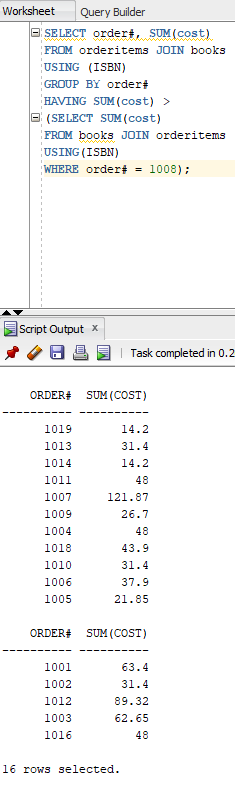 Worksheet Query Builder
SELECT order#, SUM(cost)
FROM orderitems JOIN books
USING (ISBN)
GROUP BY order#
HAVING SUM(cost) >
(SELECT SUM(cost)
FROM books JOIN orderitems
USING(ISBN)
WHERE order# = 1008);
Script Output x
Task completed in 0.2
ORDER# SUM(COST)
---------- ----------
1019 14.2
1013 31.4
1014 14.2
1011 48
1007 121.87
1009 26.7
1004 48
1018 43.9
1010 31.4
1006 37.9
1005 21.85
ORDER# SUM(COST)
---------- ----------
1001 63.4
1002 31.4
1012 89.32
1003 62.65
1016 48
16 rows selected.